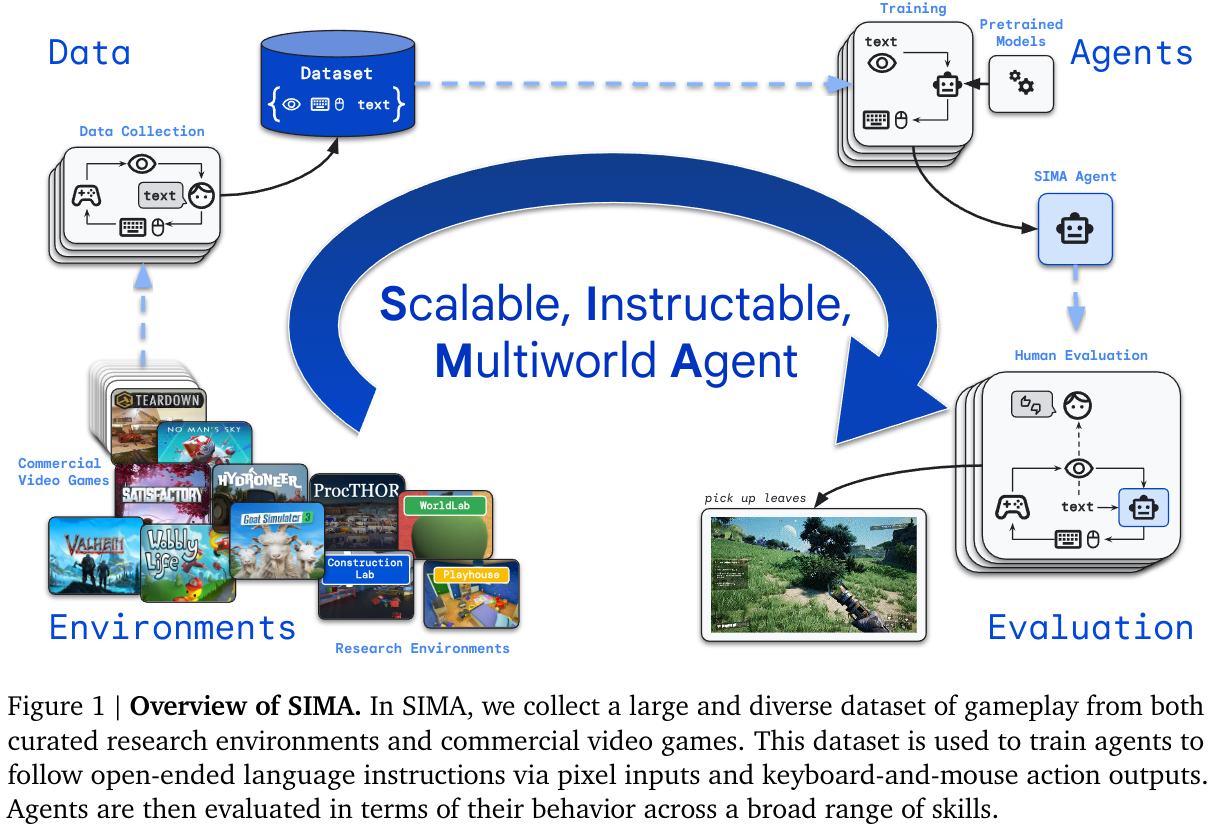 Data
Dataset
text
Data Collection
text
Training
text
Pretrained
Models
Agents
SIMA Agent
Scalable, Instructable,
Multiworld Agent
Human Evaluation
text
pick up leaves
Evaluation
TEARDOWN
NO MAN'S SKY
Commercial
Video Games
SATISFACTORY
HYDRONEER
ProcTHOR
WorldLab
VALHEIM
Wobbly
Life
Goat Simulator 3
Construction
Lab
Playhouse
Environments
Research Environments
Figure 1 | Overview of SIMA. In SIMA, we collect a large and diverse dataset of gameplay from both
curated research environments and commercial video games. This dataset is used to train agents to
follow open-ended language instructions via pixel inputs and keyboard-and-mouse action outputs.
Agents are then evaluated in terms of their behavior across a broad range of skills.